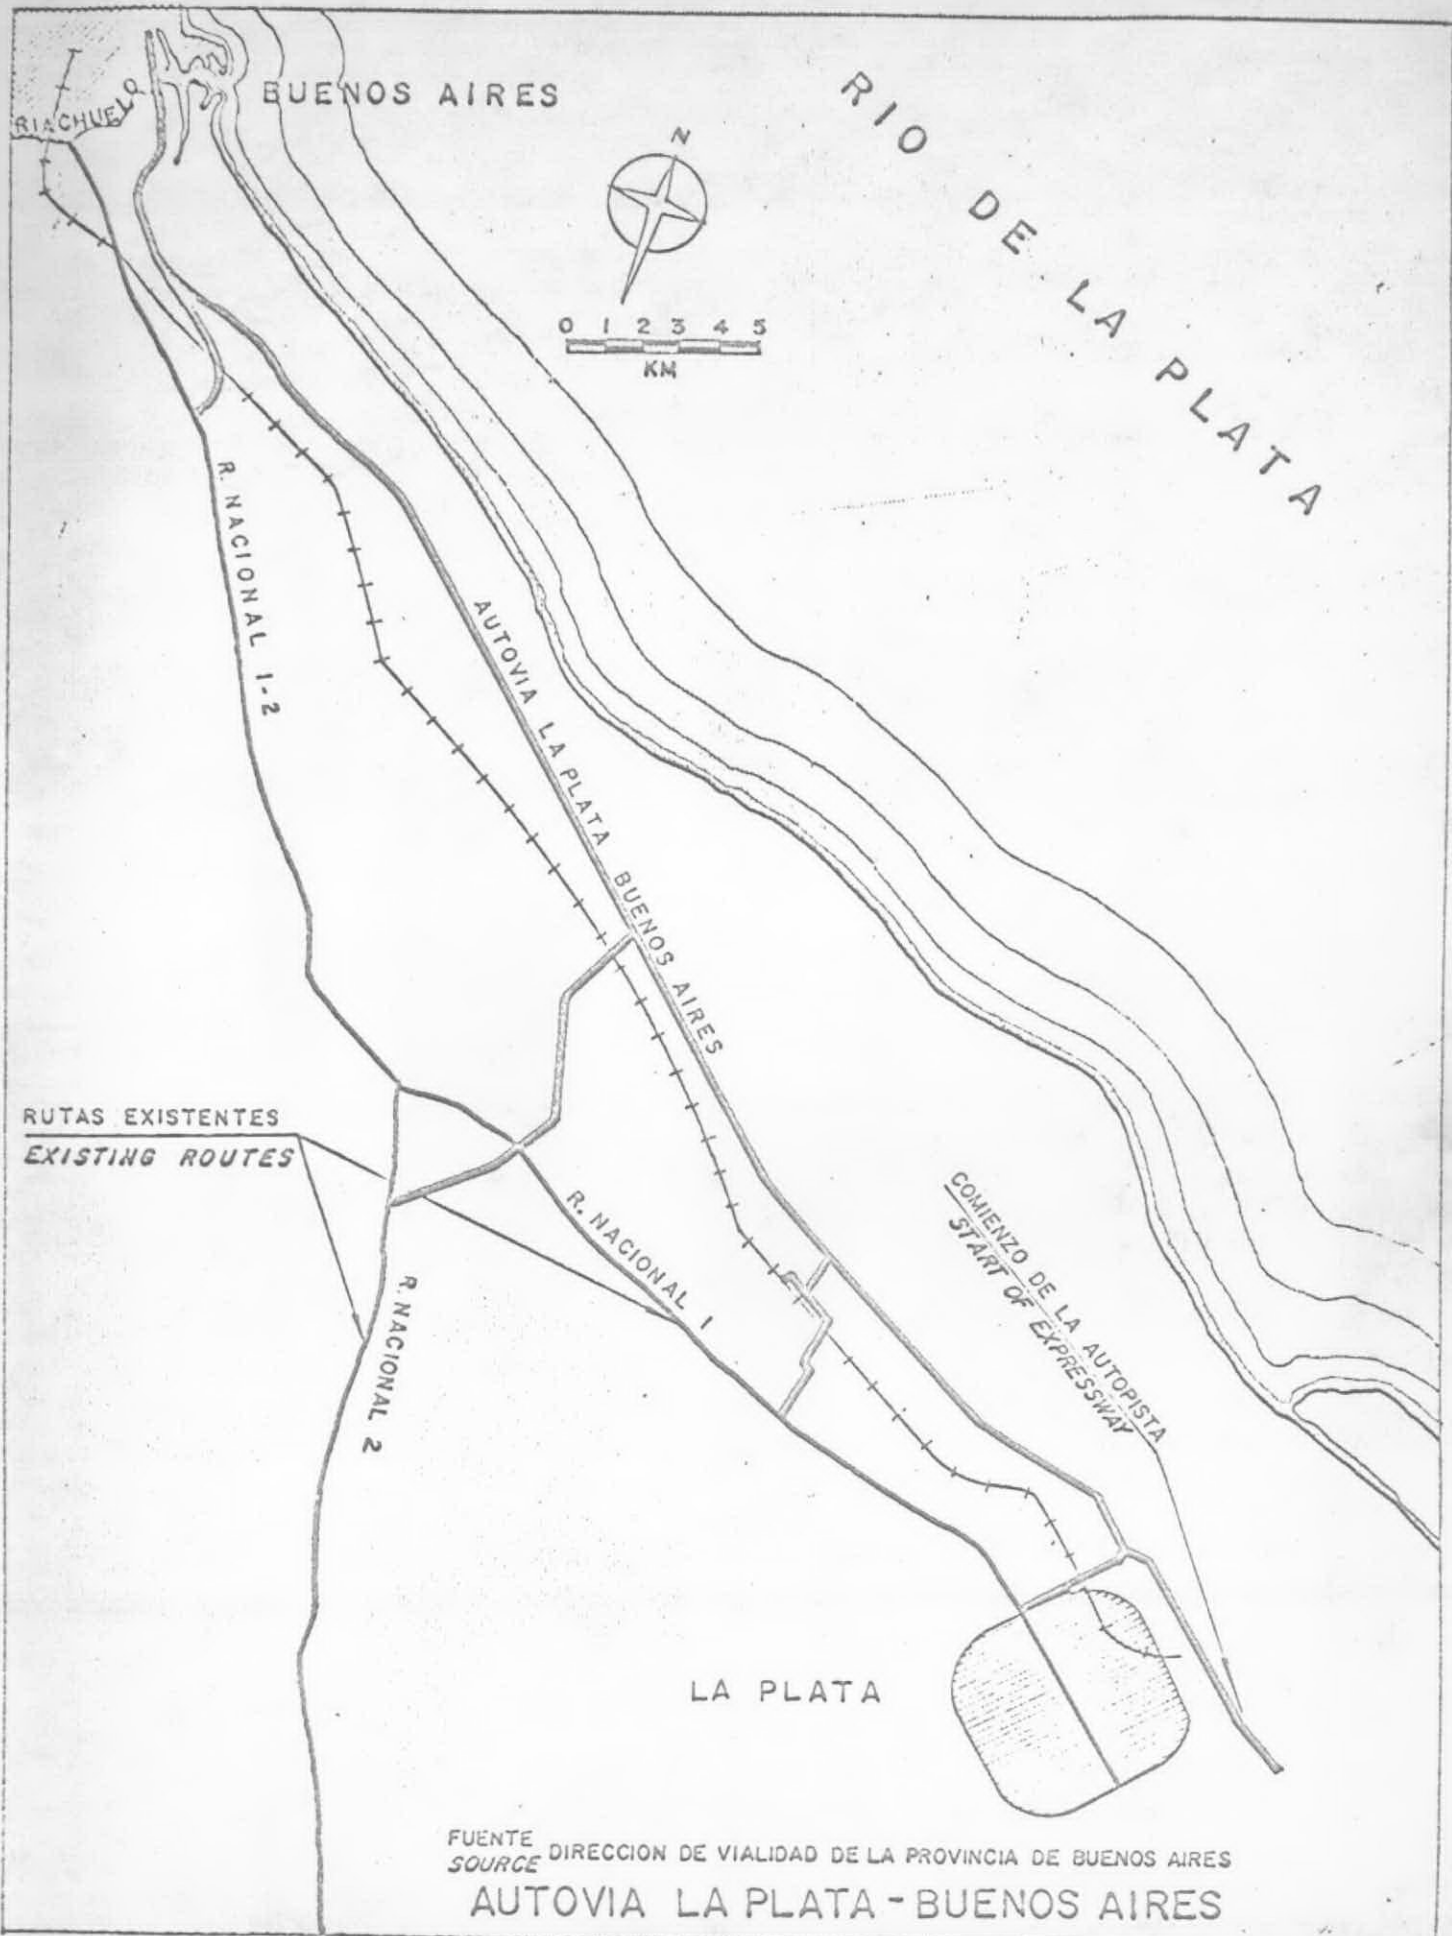 BUENOS AIRES
RIACHUELO
RIO DE LA PLATA
N
0 1 2 3 4 5
KM
R. NACIONAL 1-2
AUTOVIA LA PLATA BUENOS AIRES
RUTAS EXISTENTES
EXISTING ROUTES
R. NACIONAL 1
R. NACIONAL 2
COMIENZO DE LA AUTOPISTA
START OF EXPRESSWAY
LA PLATA
FUENTE
SOURCE DIRECCION DE VIALIDAD DE LA PROVINCIA DE BUENOS AIRES
AUTOVIA LA PLATA - BUENOS AIRES